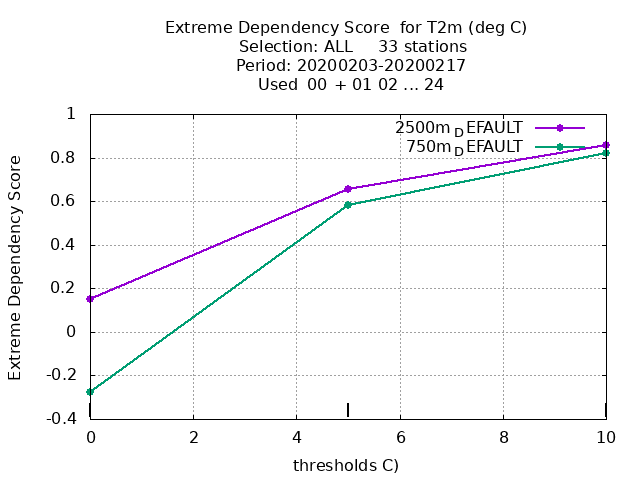 Extreme Dependency Score  for T2m (deg C)
Selection: ALL     33 stations
Period: 20200203-20200217
Used  00 + 01 02 ... 24
2500m_DEFAULT
750m_DEFAULT
Extreme Dependency Score
1
0.8
0.6
0.4
0.2
0
-0.2
-0.4
0 2 4 6 8 10
thresholds C)